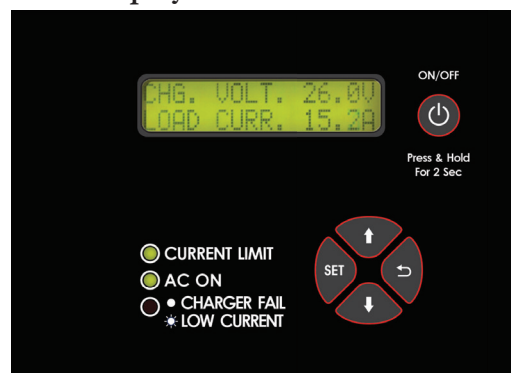 CHG. VOLT. 26.0V
LOAD CURR. 15.2A
ON/OFF
Press & Hold
For 2 Sec
CURRENT LIMIT
AC ON
● CHARGER FAIL
☀ LOW CURRENT
SET